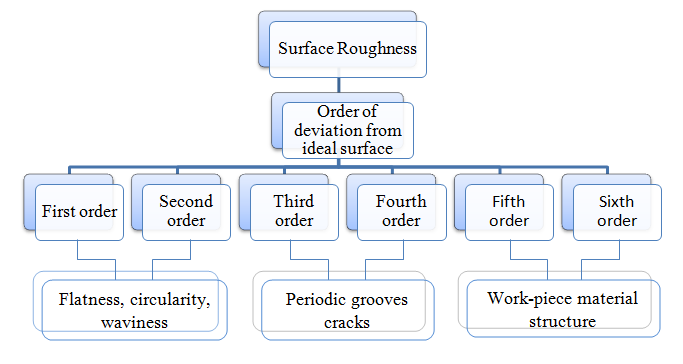 Surface Roughness
Order of
deviation from
ideal surface
First order
Second
order
Third
order
Fourth
order
Fifth
order
Sixth
order
Flatness, circularity,
waviness
Periodic grooves
cracks
Work-piece material
structure